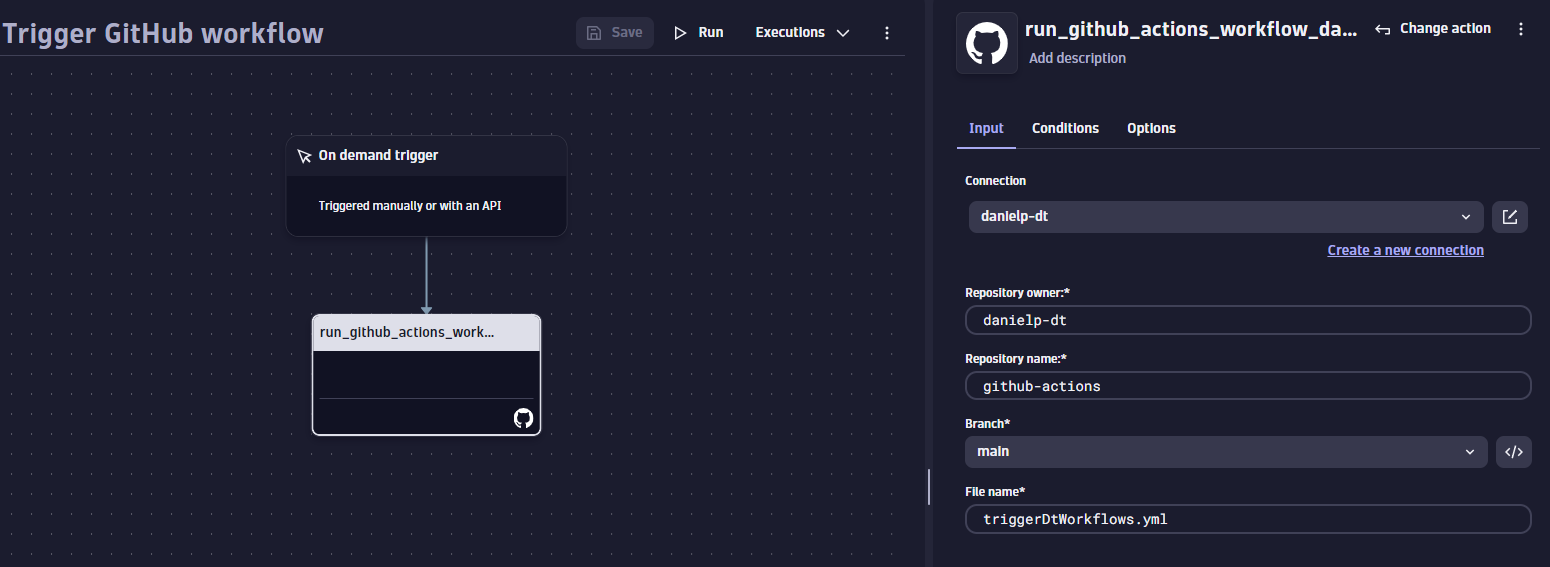 Trigger GitHub workflow
Save
Run
Executions
On demand trigger
Triggered manually or with an API
run_github_actions_work...
run_github_actions_workflow_da...
Change action
Add description
Input
Conditions
Options
Connection
danielp-dt
Create a new connection
Repository owner:*
danielp-dt
Repository name:*
github-actions
Branch*
main
File name*
triggerDtWorkflows.yml